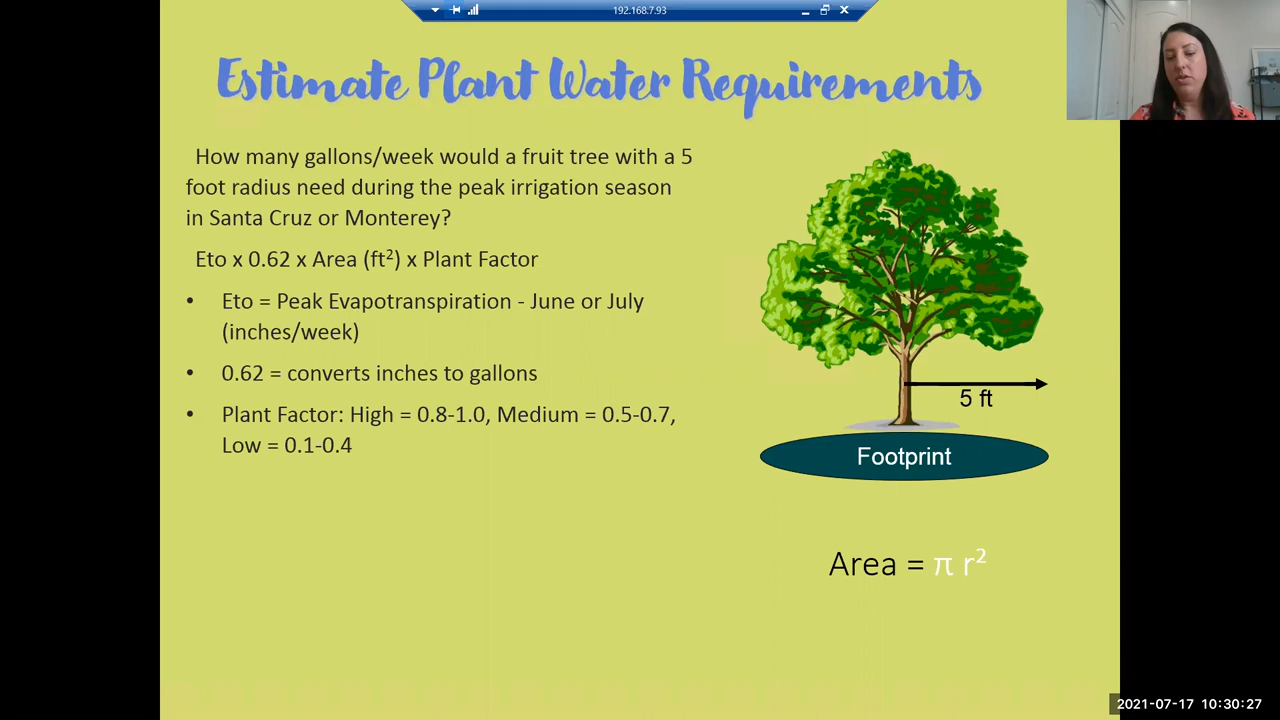 192.168.7.93
Estimate Plant Water Requirements
How many gallons/week would a fruit tree with a 5
foot radius need during the peak irrigation season
in Santa Cruz or Monterey?
Eto x 0.62 x Area (ft²) x Plant Factor
• Eto = Peak Evapotranspiration - June or July
(inches/week)
• 0.62 = converts inches to gallons
• Plant Factor: High = 0.8-1.0, Medium = 0.5-0.7,
Low = 0.1-0.4
5 ft
Footprint
Area = π r²
2021-07-17 10:30:27